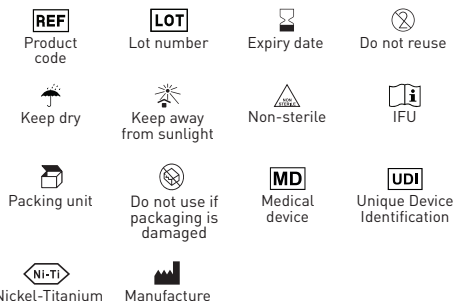 REF LOT
Product code Lot number Expiry date Do not reuse
NON STERILE
Keep dry Keep away from sunlight Non-sterile IFU
MD UDI
Packing unit Do not use if packaging is damaged Medical device Unique Device Identification
Ni-Ti
Nickel-Titanium Manufacture